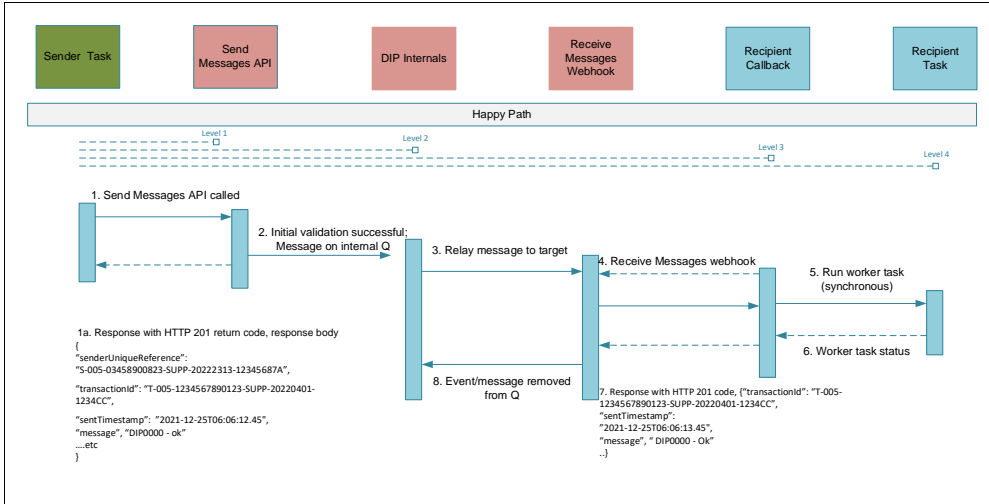 Sender Task
Send
Messages API
DIP Internals
Receive
Messages
Webhook
Recipient
Callback
Recipient
Task
Happy Path
Level 1
Level 2
Level 3
Level 4
1. Send Messages API called
2. Initial validation successful;
Message on internal Q
3. Relay message to target
4. Receive Messages webhook
5. Run worker task
(synchronous)
6. Worker task status
1a. Response with HTTP 201 return code, response body
{
“senderUniqueReference”:
“S-005-03458900823-SUPP-20222313-12345687A”,
“transactionId”: “T-005-1234567890123-SUPP-20220401-
1234CC”,
“sentTimestamp”: ”2021-12-25T06:06:12.45”,
“message”, “DIP0000 - ok”
….etc
}
8. Event/message removed
from Q
7. Response with HTTP 201 code, {“transactionId”: “T-005-
1234567890123-SUPP-20220401-1234CC”,
“sentTimestamp”:
”2021-12-25T06:06:13.45”,
“message”, “ DIP0000 - Ok”
..}